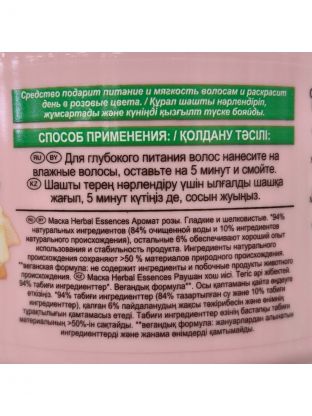 Средство подарит питание и мягкость волосам и раскрасит
день в розовые цвета. / Құрал шашты нәрлендіріп,
жұмсартады және күніңді қызғылт түске бояйды.
СПОСОБ ПРИМЕНЕНИЯ: / ҚОЛДАНУ ТӘСІЛІ:
RU BY Для глубокого питания волос нанесите на
влажные волосы, оставьте на 5 минут и смойте.
KZ Шашты терең нәрлендіру үшін ылғалды шашқа
жағып, 5 минут күтіңіз де, сосын жуыңыз.
RU BY Маска Herbal Essences Аромат розы. Гладкие и шелковистые. *94%
натуральных ингредиентов (84% очищенной воды и 10% ингредиентов
натурального происхождения), остальные 6% обеспечивают хороший опыт
использования и стабильность продукта. Ингредиенты натурального
происхождения сохраняют >50 % материалов природного происхождения.
**веганская формула: не имеет ингредиенты и побочные продукты животного
происхождения. KZ Маска Herbal Essences Раушан хош иісі. Тегіс әрі жібектей.
94% табиғи ингредиенттер*. Вегандық формула**. Осы қаптамаңы қайта өңдеуге
өткізіңіз. *94% табиғи ингредиенттер (84% тазартылған су және 10% табиғи
ингредиенттер), қалған 6% пайдаланудың жақсы тәжірибесін және өнімнің
тұрақтылығын қамтамасыз етеді. Табиғи ингредиенттер өзінің бастапқы табиғи
материалының >50%-ін сақтайды. **вегандық формула: жануарлардан алынатын
ингредиенттерді және жанама өнімдерді қамтымайды.